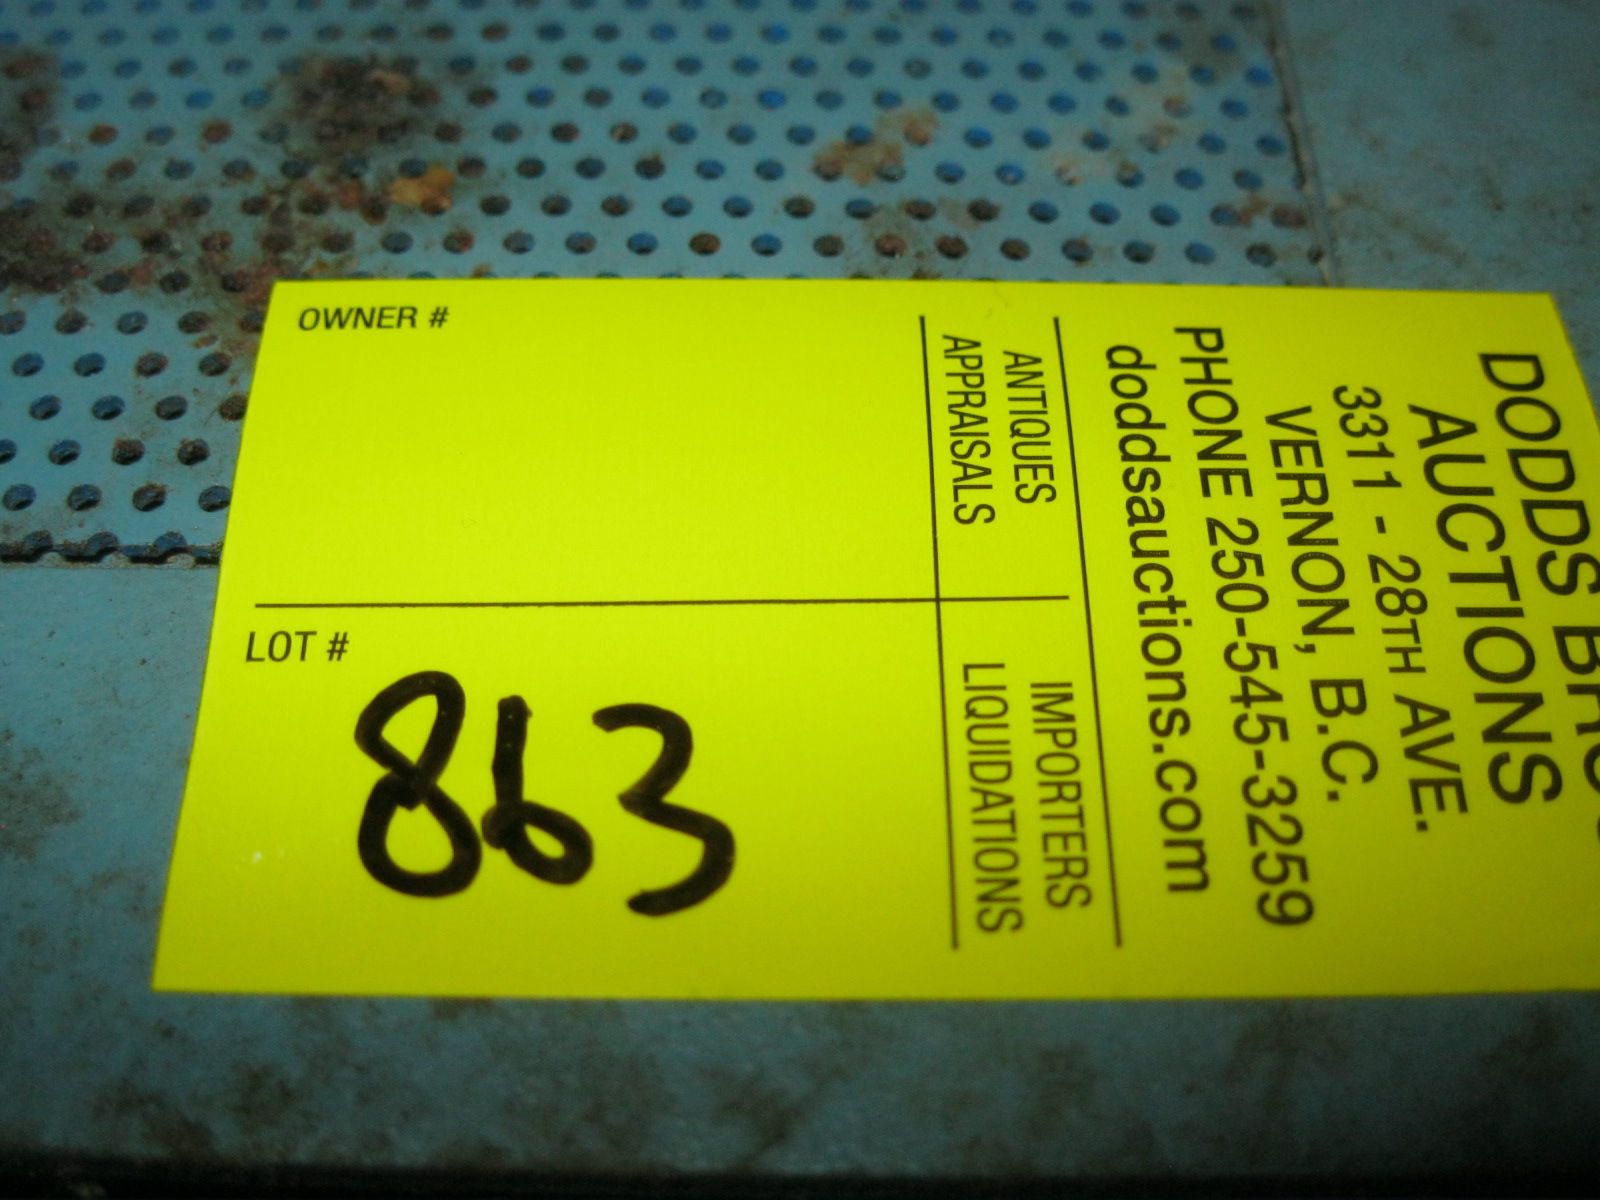 DODDS
AUCTIONS
3311 - 28TH AVE.
VERNON, B.C.
PHONE 250-545-3259
doddsauctions.com
ANTIQUES
APPRAISALS
IMPORTERS
LIQUIDATIONS
OWNER #
LOT #
863